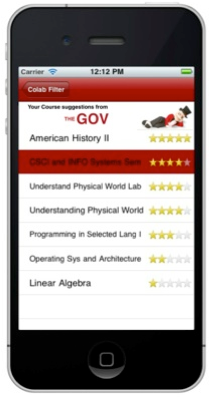 Carrier
12:12 PM
Colab Filter
Your Course suggestions from
THE GOV
American History II
CSCI and INFO Systems Sem
Understand Physical World Lab
Understanding Physical World
Programming in Selected Lang I
Operating Sys and Architecture
Linear Algebra